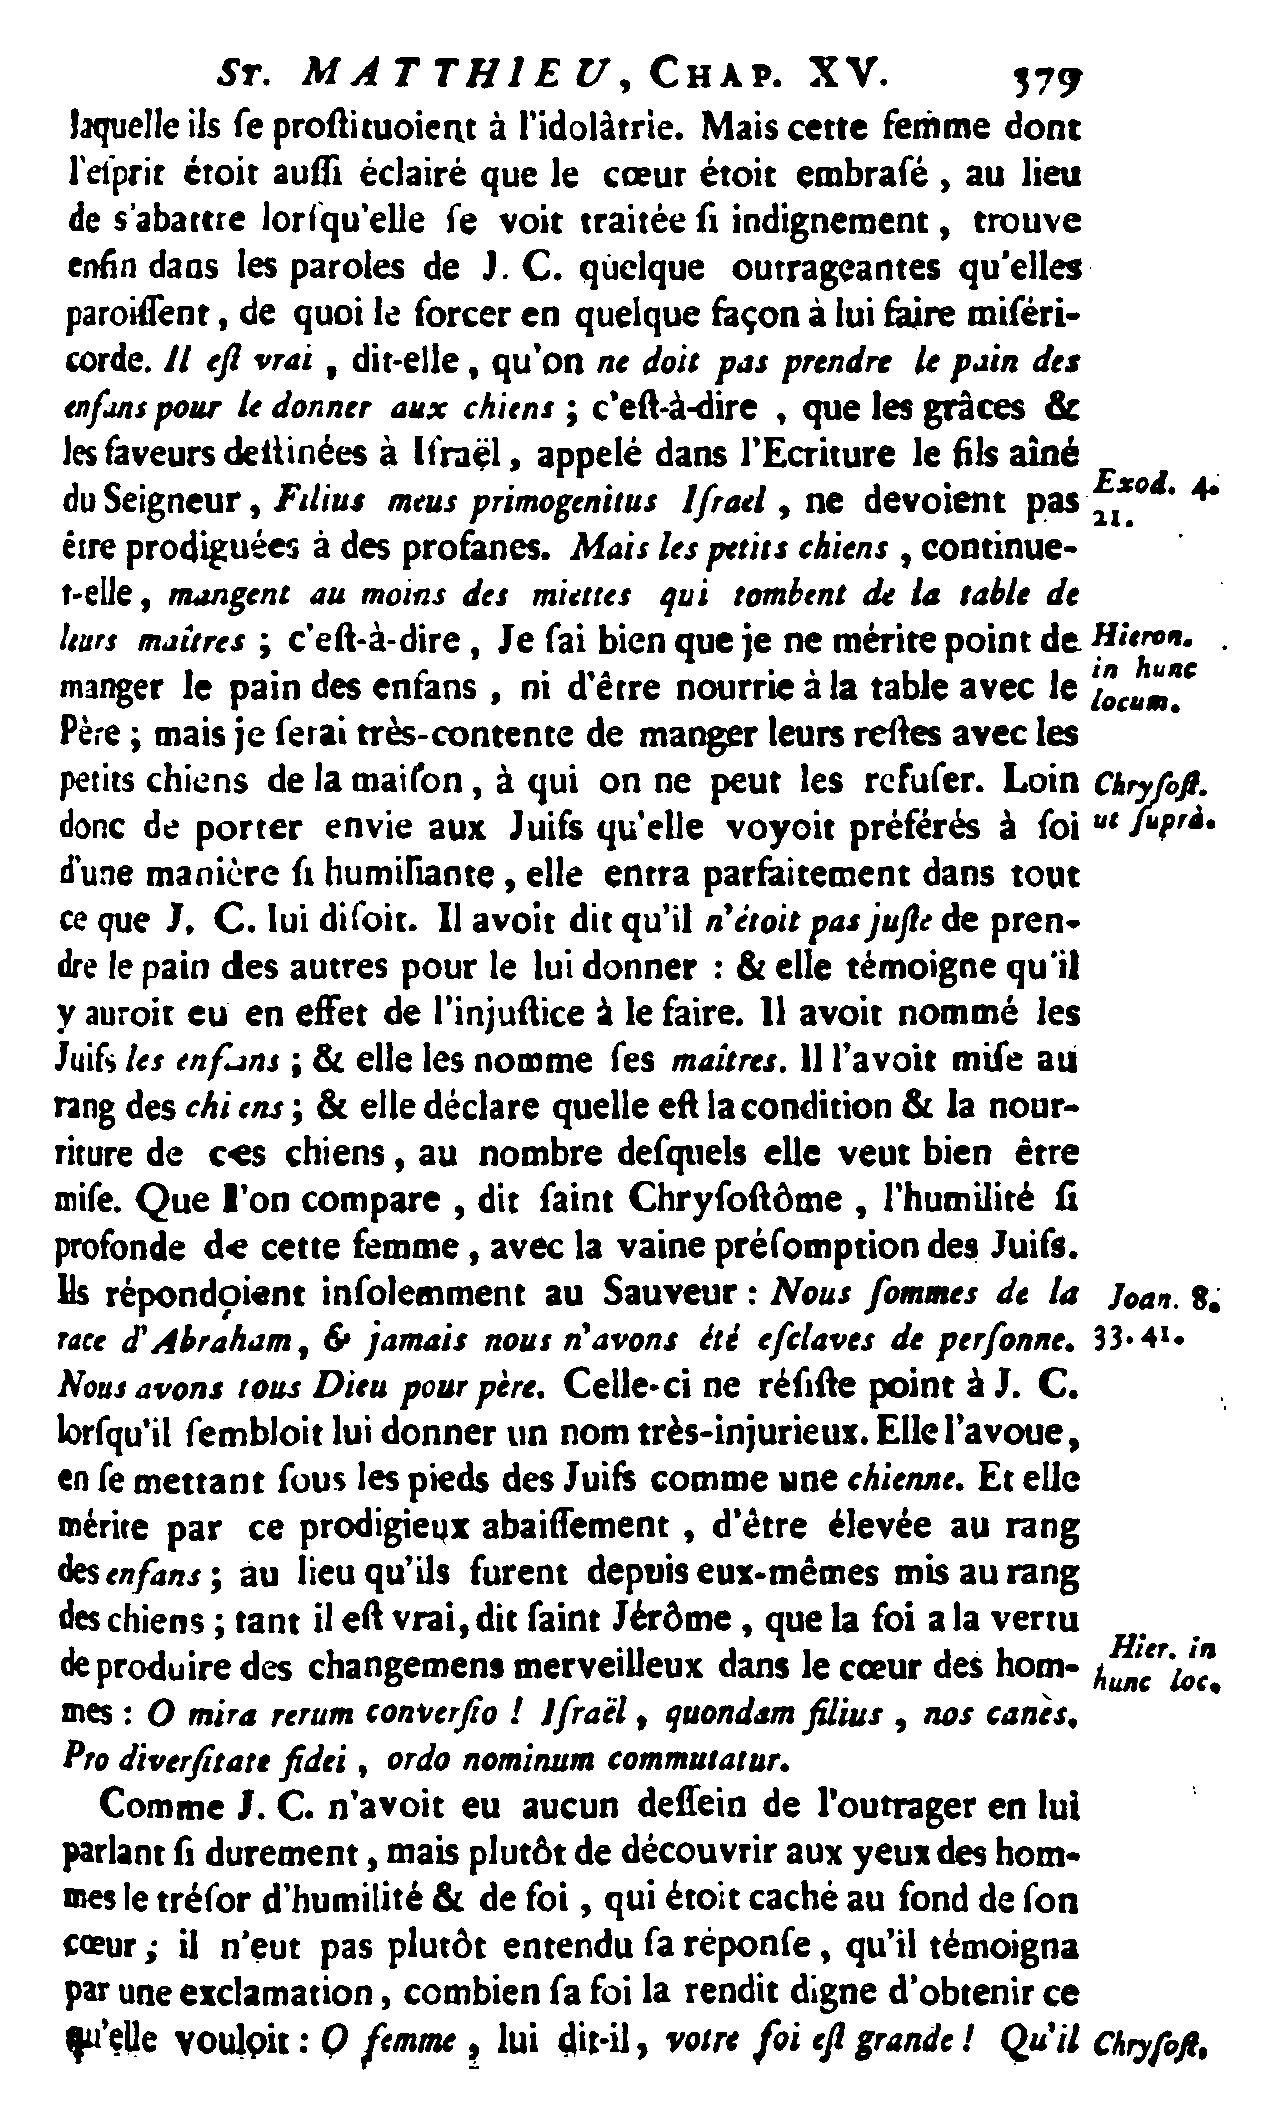 ST. MATTHIEU, CHAP. XV. 379
laquelle ils ſe proſtituoient à l'idolâtrie. Mais cette femme dont
l'eſprit étoit auſſi éclairé que le cœur étoit embraſé, au lieu
de s'abattre lorſqu'elle ſe voit traitée ſi indignement, trouve
enfin dans les paroles de J. C. quelque outrageantes qu'elles
paroiſſent, de quoi le forcer en quelque façon à lui faire miſéri-
corde. Il eſt vrai, dit-elle, qu'on ne doit pas prendre le pain des
enfans pour le donner aux chiens; c'eſt-à-dire, que les grâces &
les faveurs deſtinées à Iſraël, appelé dans l'Ecriture le fils aîné
du Seigneur, Filius meus primogenitus Iſrael, ne devoient pas
Exod. 4.
21.
être prodiguées à des profanes. Mais les petits chiens, continue-
t-elle, mangent au moins des miettes qui tombent de la table de
leurs maîtres; c'eſt-à-dire, Je ſai bien que je ne mérite point de
manger le pain des enfans, ni d'être nourrie à la table avec le
Hieron.
in hunc
locum.
Père; mais je ſerai très-contente de manger leurs reſtes avec les
petits chiens de la maiſon, à qui on ne peut les refuſer. Loin
donc de porter envie aux Juifs qu'elle voyoit préférés à ſoi
Chryſoſt.
ut ſuprà.
d'une manière ſi humiliante, elle entra parfaitement dans tout
ce que J. C. lui diſoit. Il avoit dit qu'il n'étoit pas juſte de pren-
dre le pain des autres pour le lui donner : & elle témoigne qu'il
y auroit eu en effet de l'injuſtice à le faire. Il avoit nommé les
Juifs les enfans; & elle les nomme ſes maîtres. Il l'avoit miſe au
rang des chiens; & elle déclare quelle eſt la condition & la nour-
riture de ces chiens, au nombre deſquels elle veut bien être
miſe. Que l'on compare, dit ſaint Chryſoſtôme, l'humilité ſi
profonde de cette femme, avec la vaine préſomption des Juifs.
Ils répondoient inſolemment au Sauveur : Nous ſommes de la
race d'Abraham, & jamais nous n'avons été eſclaves de perſonne.
Joan. 8.
33. 41.
Nous avons tous Dieu pour père. Celle-ci ne réſiſte point à J. C.
lorſqu'il ſembloit lui donner un nom très-injurieux. Elle l'avoue,
en ſe mettant ſous les pieds des Juifs comme une chienne. Et elle
mérite par ce prodigieux abaiſſement, d'être élevée au rang
des enfans; au lieu qu'ils furent depuis eux-mêmes mis au rang
des chiens; tant il eſt vrai, dit ſaint Jérôme, que la foi a la vertu
de produire des changemens merveilleux dans le cœur des hom-
Hier. in
hunc loc.
mes : O mira rerum converſio ! Iſraël, quondam filius, nos canès.
Pro diverſitate fidei, ordo nominum commutatur.
Comme J. C. n'avoit eu aucun deſſein de l'outrager en lui
parlant ſi durement, mais plutôt de découvrir aux yeux des hom-
mes le tréſor d'humilité & de foi, qui étoit caché au fond de ſon
cœur; il n'eut pas plutôt entendu ſa réponſe, qu'il témoigna
par une exclamation, combien ſa foi la rendit digne d'obtenir ce
qu'elle vouloit : O femme, lui dit-il, votre foi eſt grande ! Qu'il
Chryſoſt.